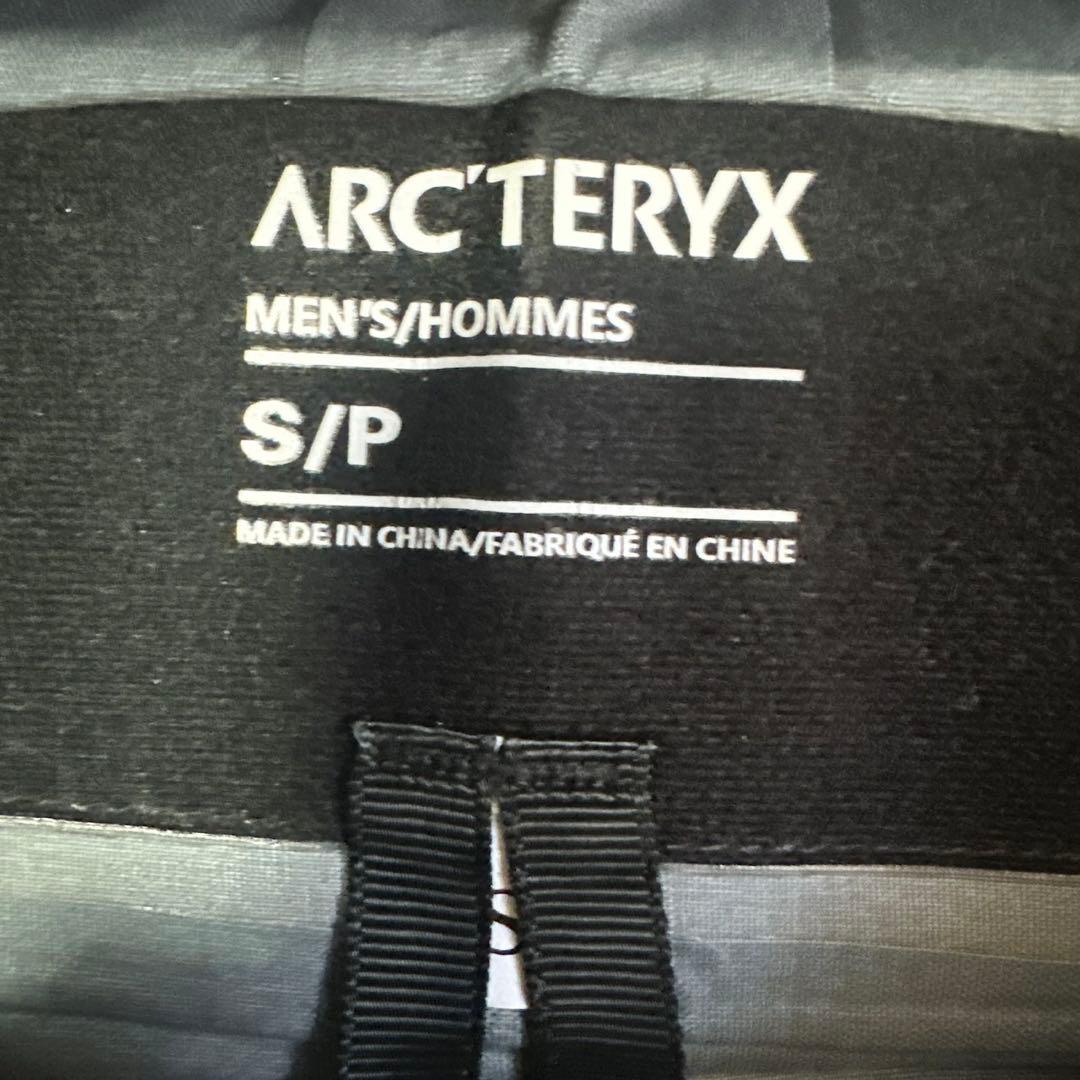 ARC'TERYX
MEN'S/HOMMES
S/P
MADE IN CHINA/FABRIQUÉ EN CHINE
S